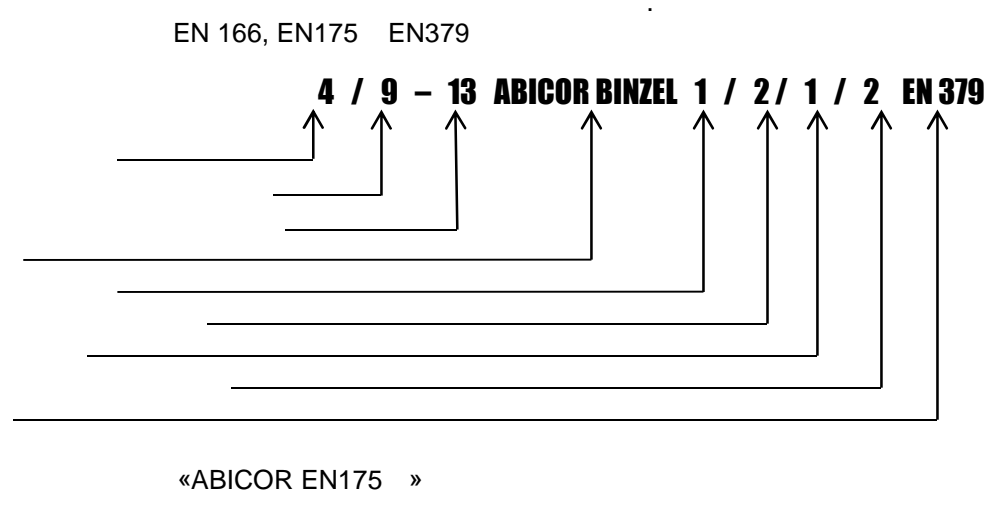 .
EN 166, EN175 EN379
4 / 9 – 13 ABICOR BINZEL 1 / 2 / 1 / 2 EN 379
«ABICOR EN175 »